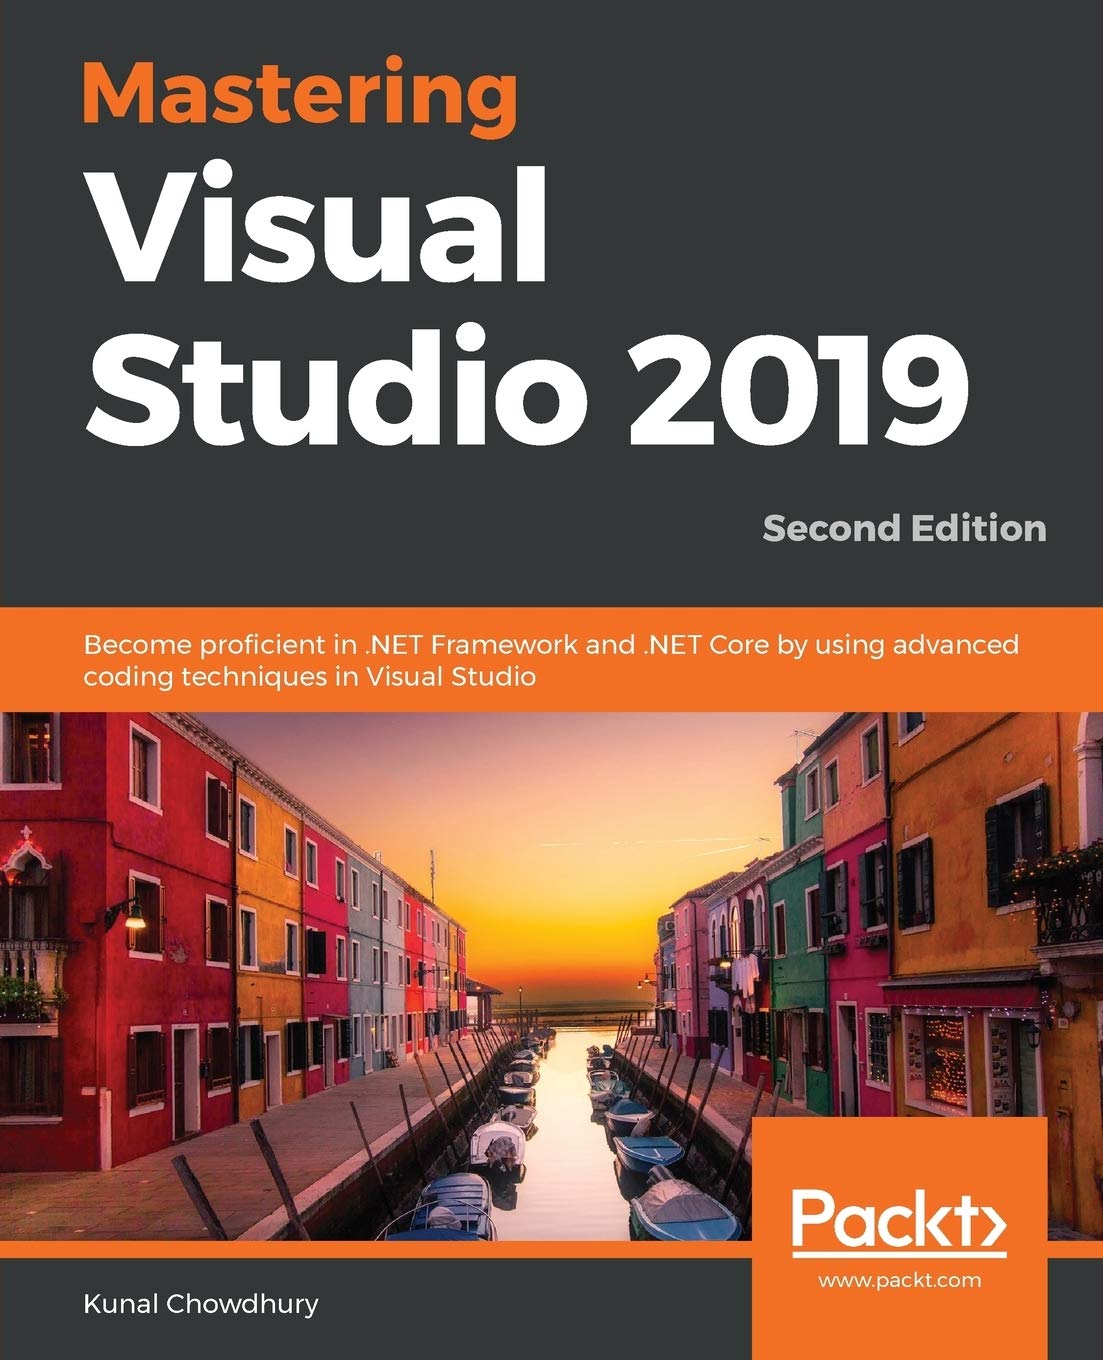 Mastering
Visual
Studio 2019
Second Edition
Become proficient in .NET Framework and .NET Core by using advanced
coding techniques in Visual Studio
Packt>
www.packt.com
Kunal Chowdhury